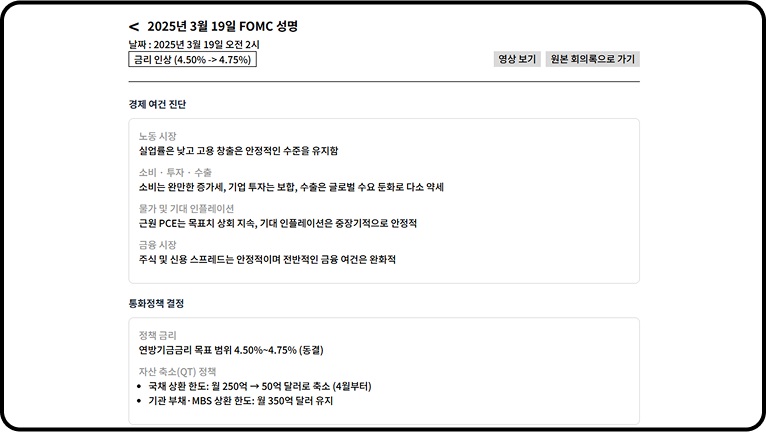 < 2025년 3월 19일 FOMC 성명
날짜 : 2025년 3월 19일 오전 2시
금리 인상 (4.50% -> 4.75%)
영상 보기
원본 회의록으로 가기
경제 여건 진단
노동 시장
실업률은 낮고 고용 창출은 안정적인 수준을 유지함
소비 · 투자 · 수출
소비는 완만한 증가세, 기업 투자는 보합, 수출은 글로벌 수요 둔화로 다소 약세
물가 및 기대 인플레이션
근원 PCE는 목표치 상회 지속, 기대 인플레이션은 중장기적으로 안정적
금융 시장
주식 및 신용 스프레드는 안정적이며 전반적인 금융 여건은 완화적
통화정책 결정
정책 금리
연방기금금리 목표 범위 4.50%~4.75% (동결)
자산 축소(QT) 정책
• 국채 상환 한도: 월 250억 → 50억 달러로 축소 (4월부터)
• 기관 부채·MBS 상환 한도: 월 350억 달러 유지